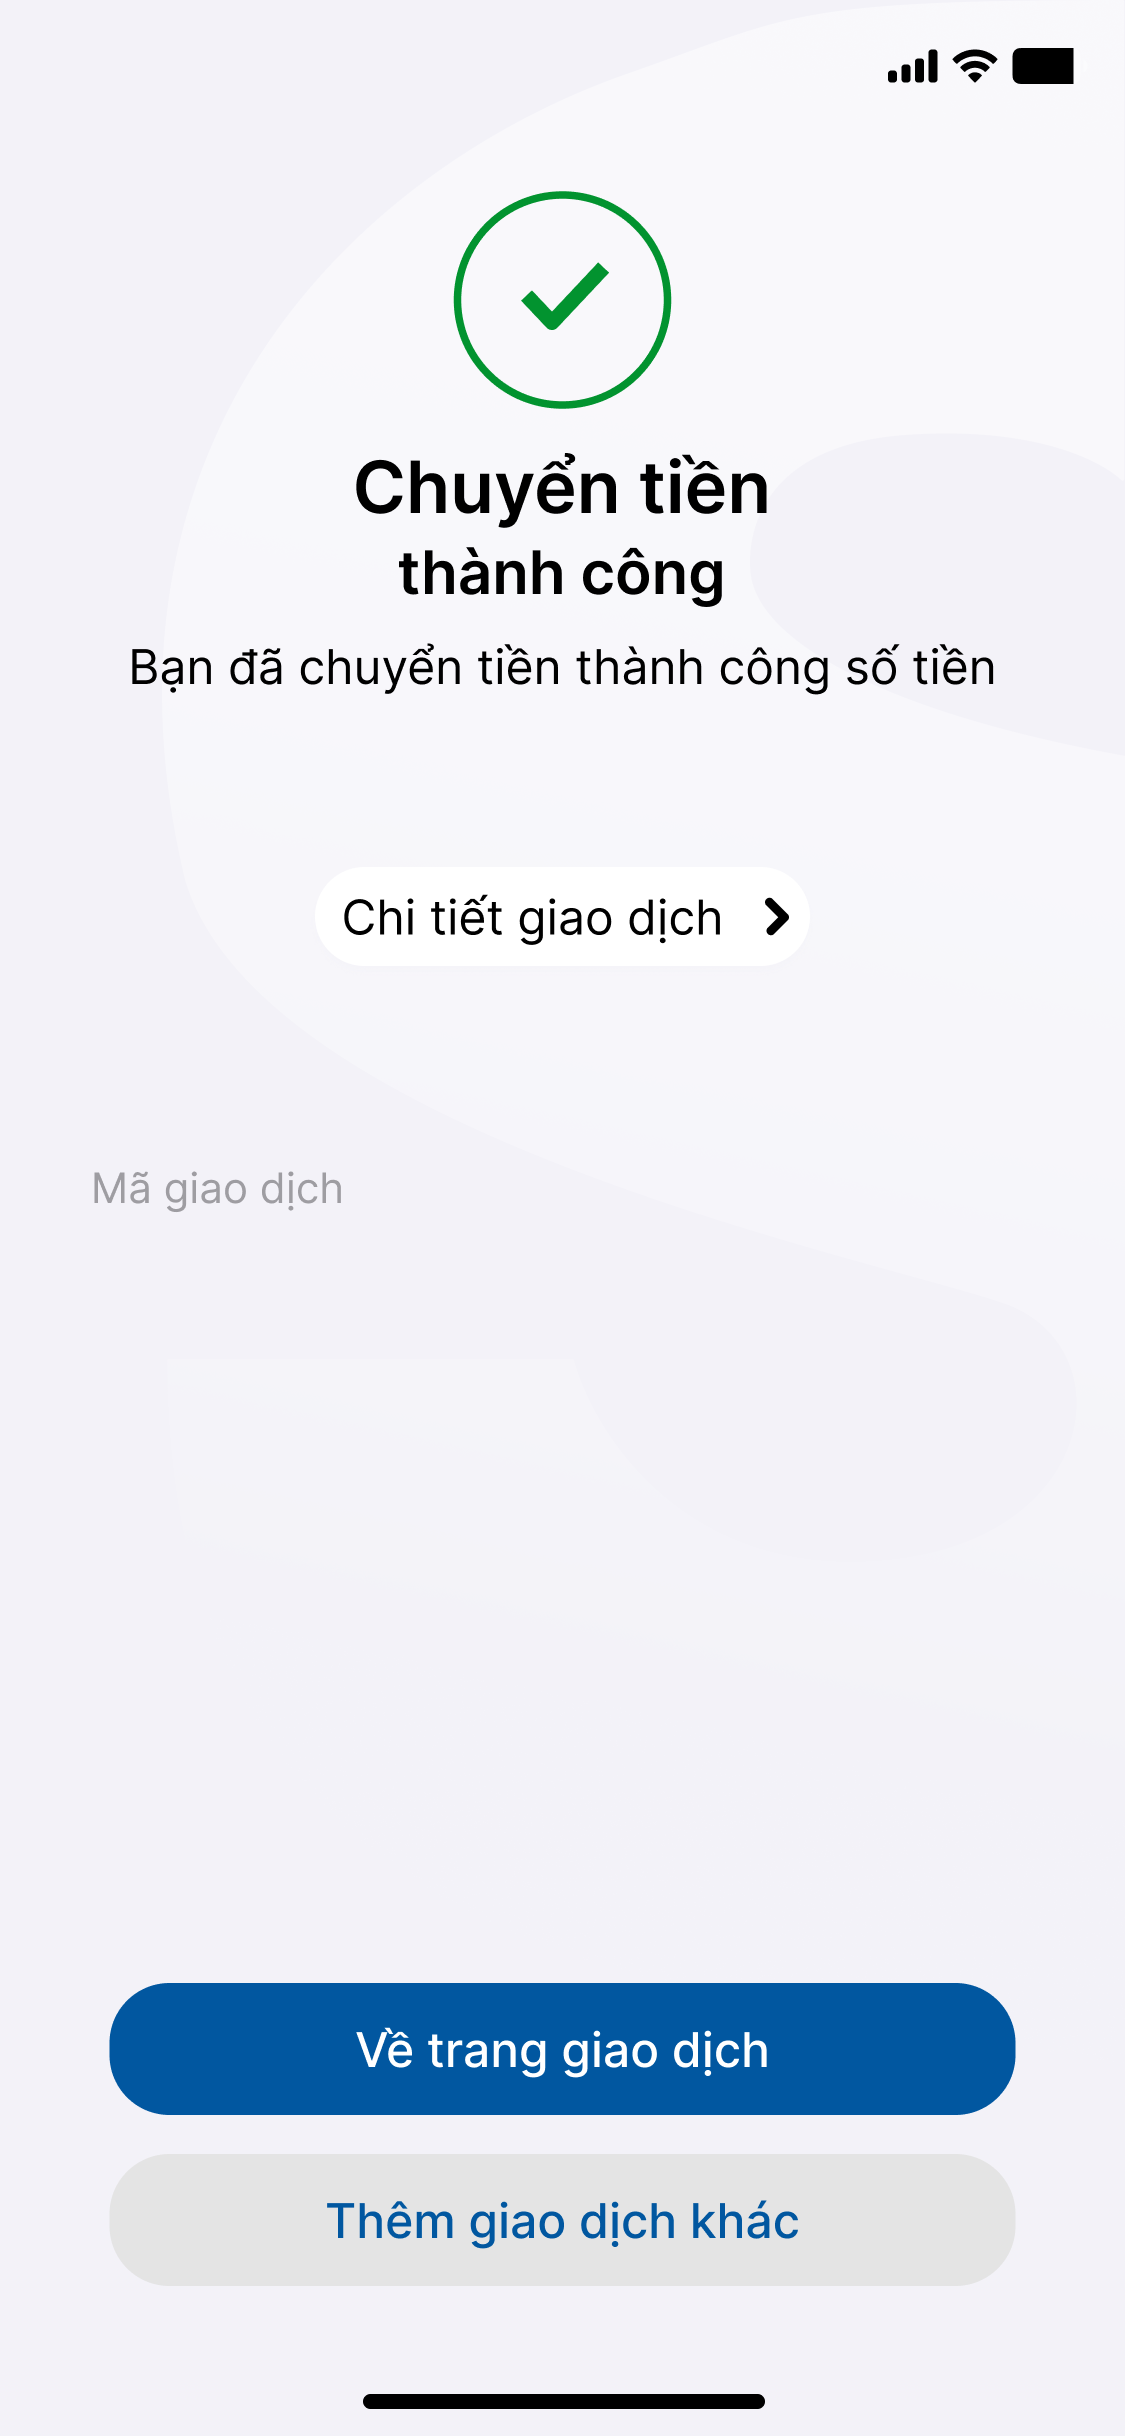 Chuyển tiền
thành công
Bạn đã chuyển tiền thành công số tiền
Chi tiết giao dịch
Mã giao dịch
Về trang giao dịch
Thêm giao dịch khác